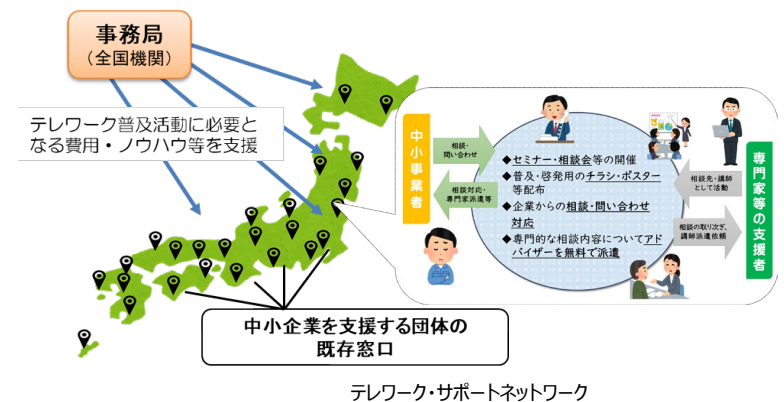 事務局
（全国機関）
テレワーク普及活動に必要と
なる費用・ノウハウ等を支援
中小事業者
相談・
問い合わせ
相談対応・
専門家派遣等
◆セミナー・相談会等の開催
◆普及・啓発用のチラシ・ポスター
等配布
◆企業からの相談・問い合わせ
対応
◆専門的な相談内容についてアド
バイザーを無料で派遣
相談先・講師
として活動
相談の取り次ぎ、
講師派遣依頼
専門家等の支援者
中小企業を支援する団体の
既存窓口
テレワーク・サポートネットワーク